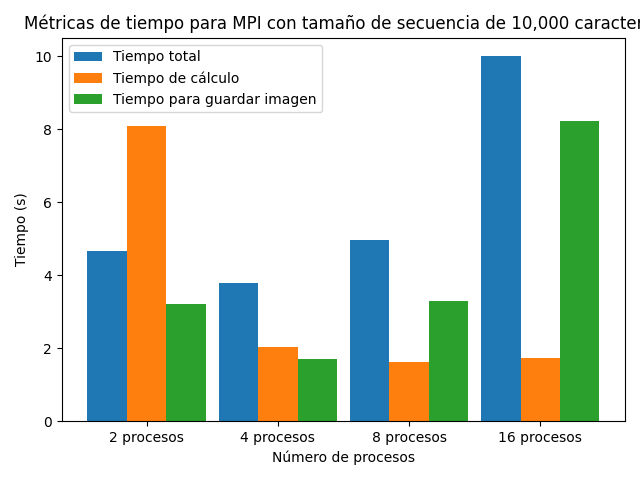 Métricas de tiempo para MPI con tamaño de secuencia de 10,000 caracter
Tiempo total
Tiempo de cálculo
Tiempo para guardar imagen
Tiempo (s)
10
8
6
4
2
0
2 procesos
4 procesos
8 procesos
16 procesos
Número de procesos